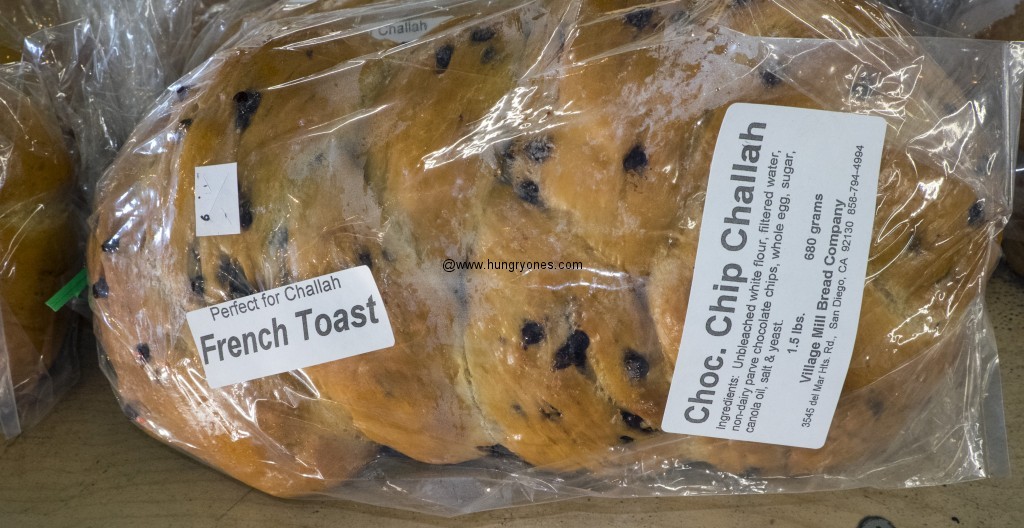 Challah
6
@www.hungryones.com
Perfect for Challah
French Toast
Choc. Chip Challah
Ingredients: Unbleached white flour, filtered water,
non-dairy parve chocolate chips, whole egg, sugar,
canola oil, salt & yeast.
1.5 lbs. 680 grams
Village Mill Bread Company
3545 del Mar Hts. Rd., San Diego, CA 92130 858-794-4994